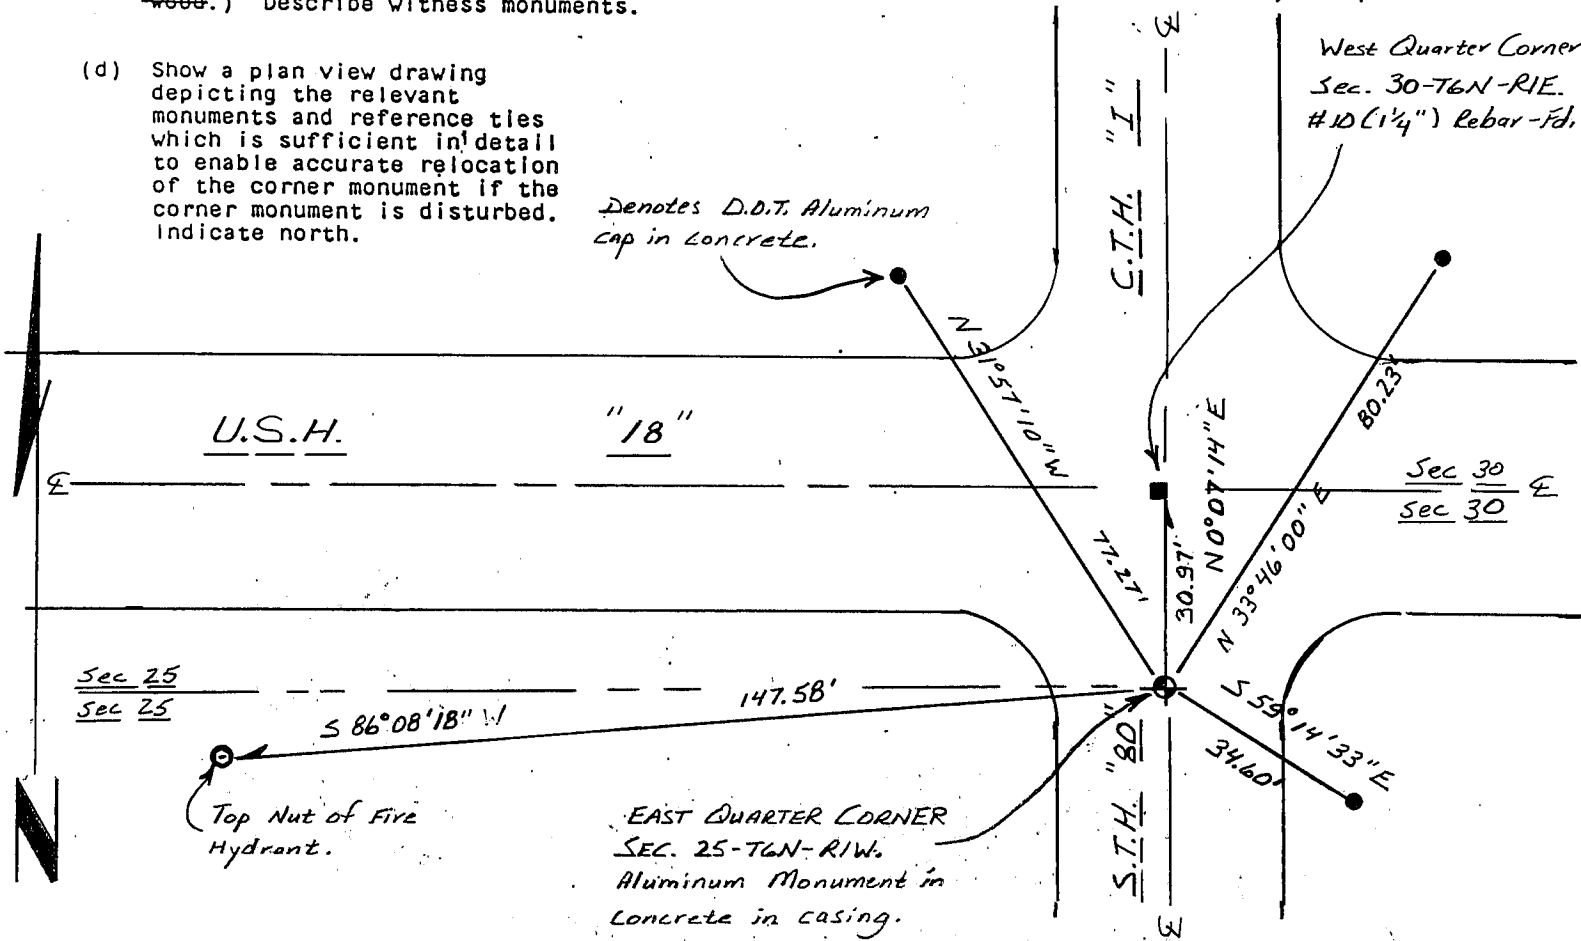 wood.) Describe witness monuments.
(d) Show a plan view drawing
depicting the relevant
monuments and reference ties
which is sufficient in detail
to enable accurate relocation
of the corner monument if the
corner monument is disturbed.
Indicate north.
West Quarter Corner
Sec. 30-T6N-R1E.
#10 (1¼") Rebar-Fd.
Denotes D.O.T. Aluminum
cap in concrete.
C.T.H. "I"
℄
N 31°57'10" W
77.27'
80.23'
N 33°46'00" E
N 0°07'14" E
30.97'
U.S.H. "18"
℄
Sec 30
Sec 30
℄
Sec 25
Sec 25
S 86°08'18" W
147.58'
S 59°14'33" E
34.60'
S.T.H. "80"
℄
Top Nut of Fire
Hydrant.
EAST QUARTER CORNER
SEC. 25-T6N-R1W.
Aluminum Monument in
Concrete in casing.
N